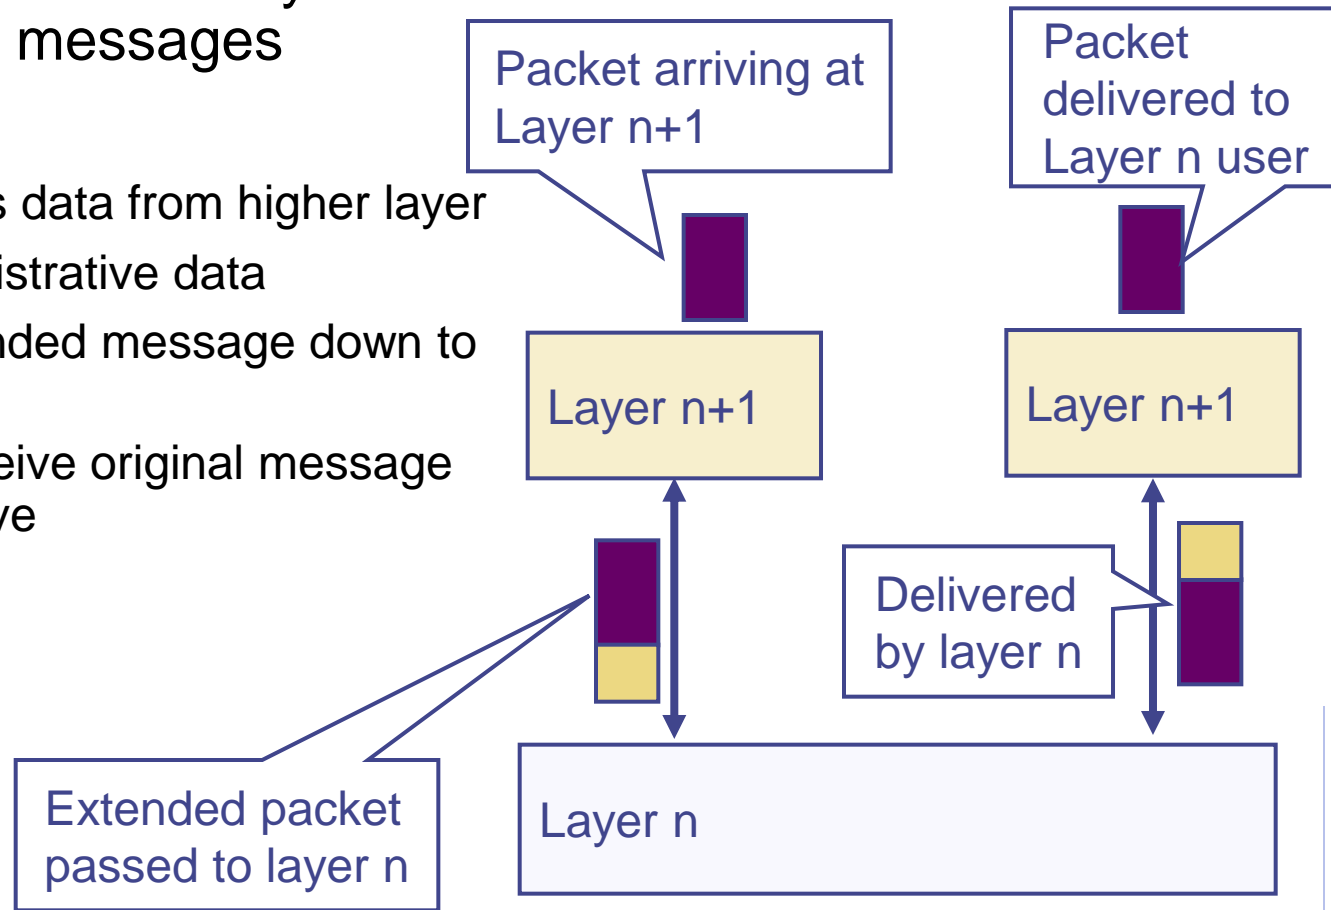 messages
s data from higher layer
istrative data
nded message down to
eive original message
ve
Packet arriving at
Layer n+1
Packet
delivered to
Layer n user
Layer n+1
Layer n+1
Delivered
by layer n
Extended packet
passed to layer n
Layer n